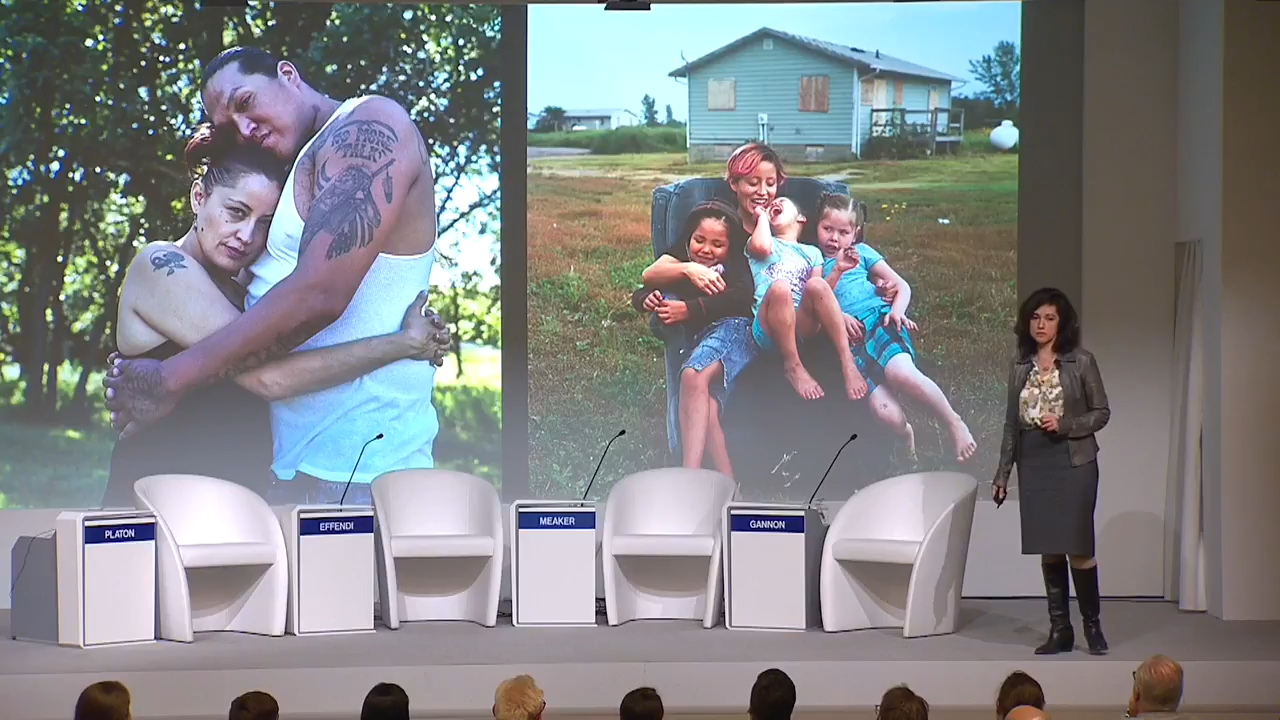 NO MORE
TALK
PLATON
EFFENDI
MEAKER
GANNON